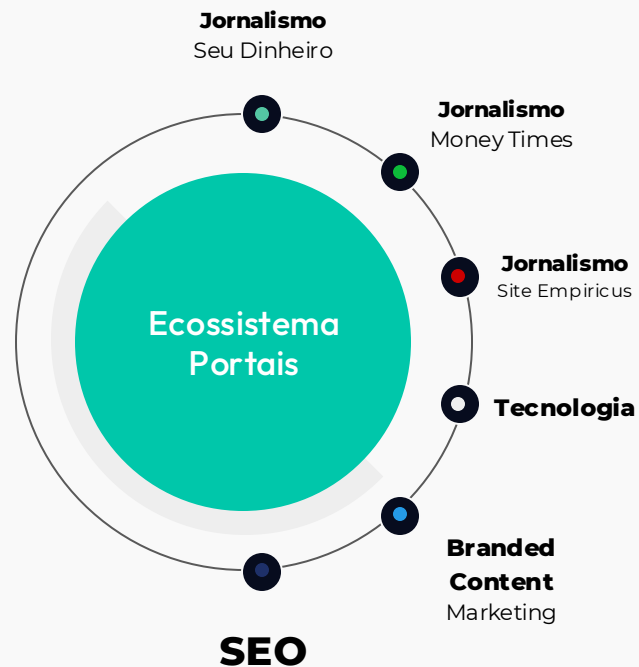 Jornalismo
Seu Dinheiro
Jornalismo
Money Times
Jornalismo
Site Empiricus
Ecossistema
Portais
Tecnologia
Branded
Content
Marketing
SEO